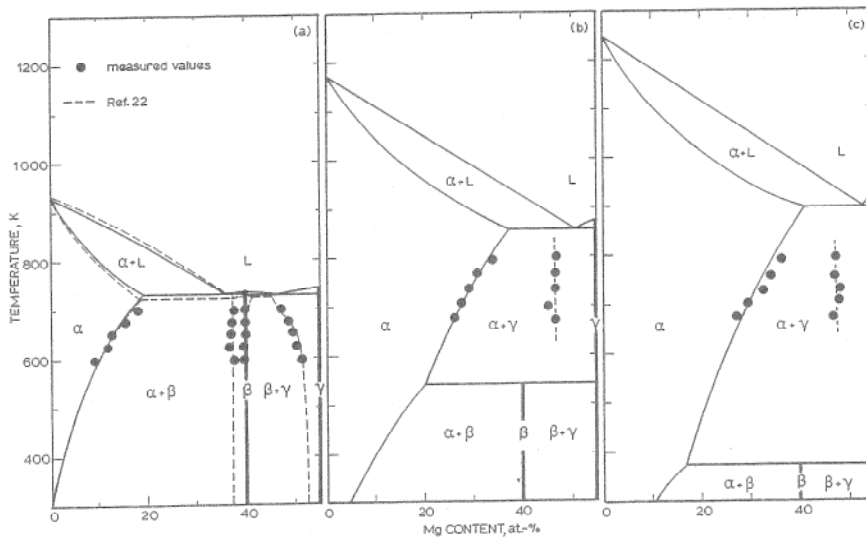 (a)
(b)
(c)
1200
1000
800
600
400
TEMPERATURE, K
● measured values
--- Ref. 22
α+L
L
α
α+β
β
β+γ
γ
α+L
L
α
α+γ
γ
α+β
β
β+γ
α+L
L
α
α+γ
α+β
β
β+γ
0
20
40
0
20
40
0
20
40
Mg CONTENT, at.-%